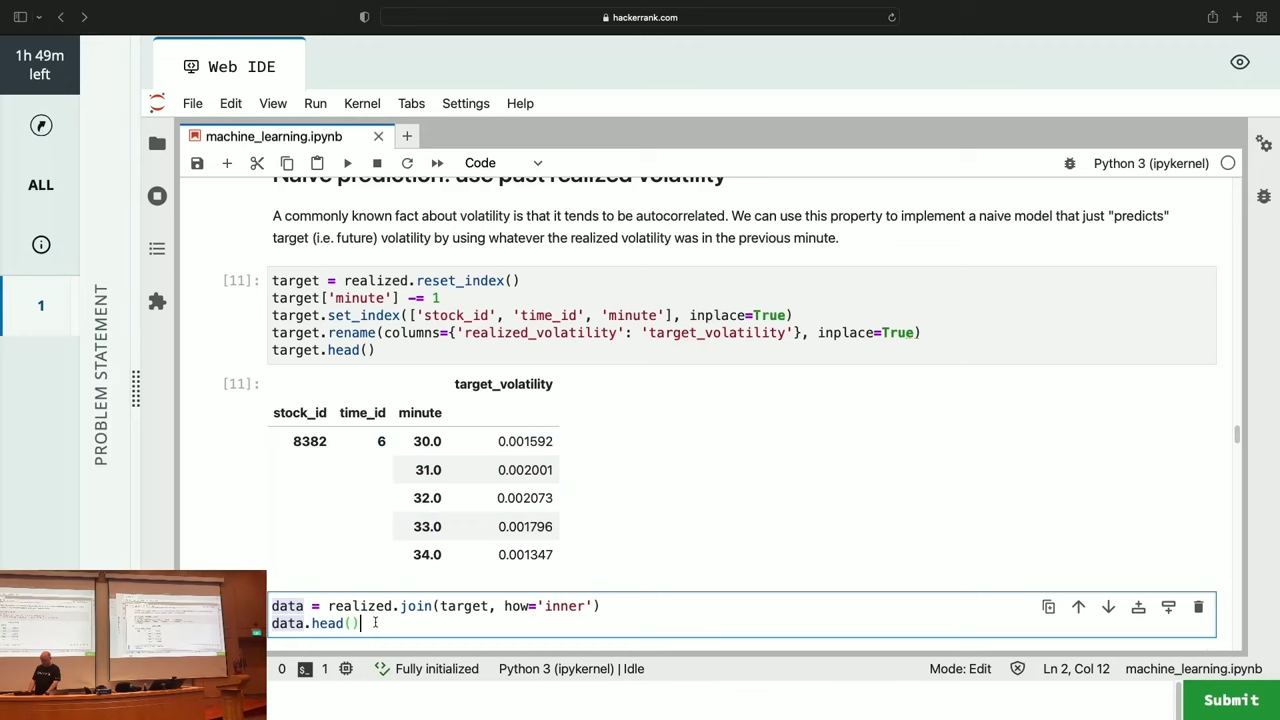 hackerrank.com
1h 49m
left
Web IDE
File Edit View Run Kernel Tabs Settings Help
machine_learning.ipynb
Code
Python 3 (ipykernel)
ALL
1
PROBLEM STATEMENT
Naive prediction: use past realized volatility
A commonly known fact about volatility is that it tends to be autocorrelated. We can use this property to implement a naive model that just "predicts"
target (i.e. future) volatility by using whatever the realized volatility was in the previous minute.
[11]:
target = realized.reset_index()
target['minute'] -= 1
target.set_index(['stock_id', 'time_id', 'minute'], inplace=True)
target.rename(columns={'realized_volatility': 'target_volatility'}, inplace=True)
target.head()
[11]:
target_volatility
stock_id time_id minute
8382 6 30.0 0.001592
31.0 0.002001
32.0 0.002073
33.0 0.001796
34.0 0.001347
data = realized.join(target, how='inner')
data.head()
0 1 Fully initialized Python 3 (ipykernel) | Idle Mode: Edit Ln 2, Col 12 machine_learning.ipynb
Submit